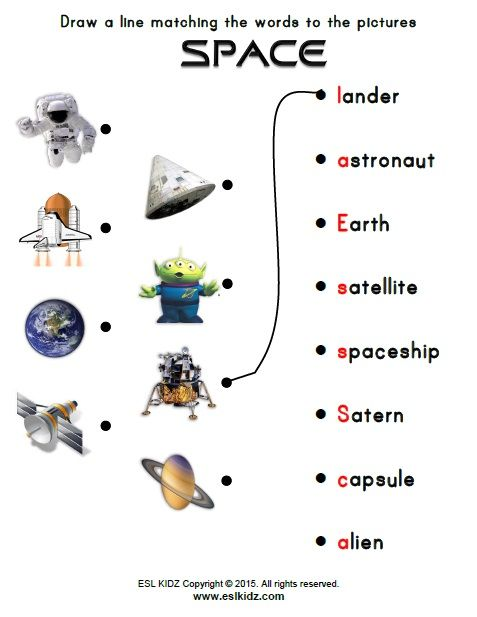 Draw a line matching the words to the pictures
SPACE
lander
astronaut
Earth
satellite
spaceship
Satern
capsule
alien
ESL KIDZ Copyright © 2015. All rights reserved.
www.eslkidz.com